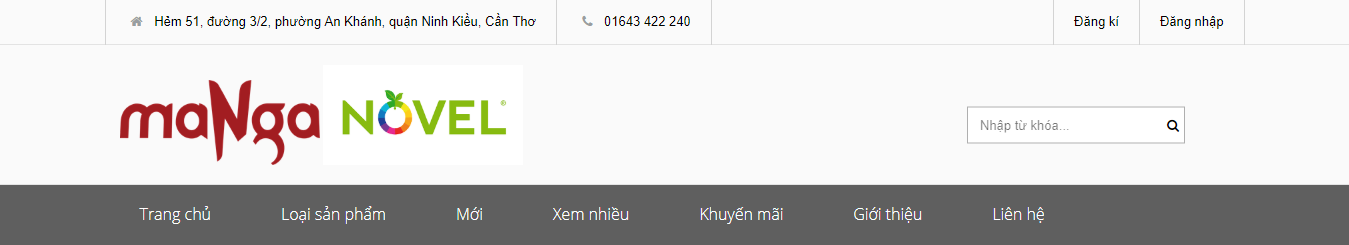 Hẻm 51, đường 3/2, phường An Khánh, quận Ninh Kiều, Cần Thơ 01643 422 240 Đăng kí Đăng nhập
maNga NOVEL®
Nhập từ khóa...
Trang chủ Loại sản phẩm Mới Xem nhiều Khuyến mãi Giới thiệu Liên hệ